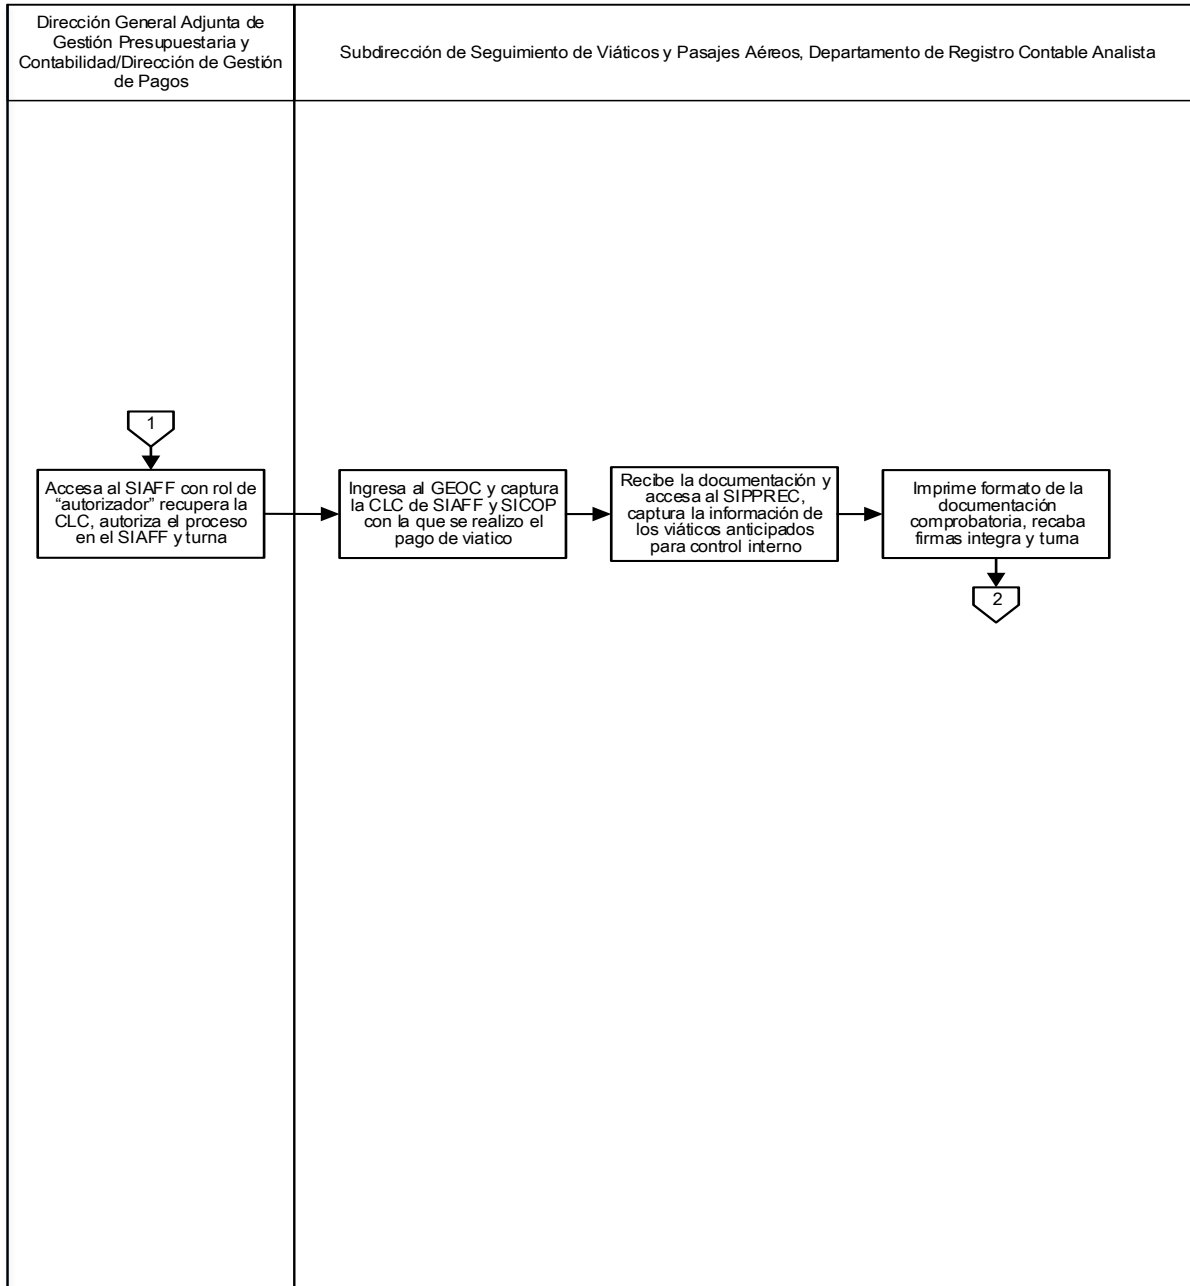 Dirección General Adjunta de
Gestión Presupuestaria y
Contabilidad/Dirección de Gestión
de Pagos
Subdirección de Seguimiento de Viáticos y Pasajes Aéreos, Departamento de Registro Contable Analista
1
Accesa al SIAFF con rol de
“autorizador” recupera la
CLC, autoriza el proceso
en el SIAFF y turna
Ingresa al GEOC y captura
la CLC de SIAFF y SICOP
con la que se realizo el
pago de viatico
Recibe la documentación y
accesa al SIPPREC,
captura la información de
los viáticos anticipados
para control interno
Imprime formato de la
documentación
comprobatoria, recaba
firmas integra y turna
2